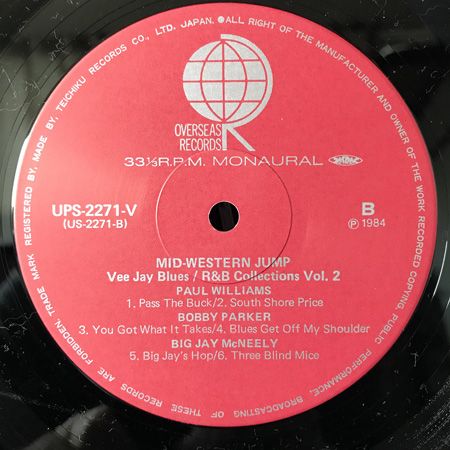 TRADE MARK REGISTERED BY. MADE BY. TEICHIKU RECORDS CO., LTD. JAPAN. ●ALL RIGHT OF THE MANUFACTURER AND OWNER OF THE WORK RECORDED COPYING PUBLIC PERFORMANCE, BROADCASTING OF THESE RECORDS ARE FORBIDDEN.
OVERSEAS
RECORDS
33⅓R.P.M. MONAURAL
UPS-2271-V
(US-2271-B)
B
Ⓟ 1984
MID-WESTERN JUMP
Vee Jay Blues / R&B Collections Vol. 2
PAUL WILLIAMS
1. Pass The Buck/2. South Shore Price
BOBBY PARKER
3. You Got What It Takes/4. Blues Get Off My Shoulder
BIG JAY McNEELY
5. Big Jay's Hop/6. Three Blind Mice